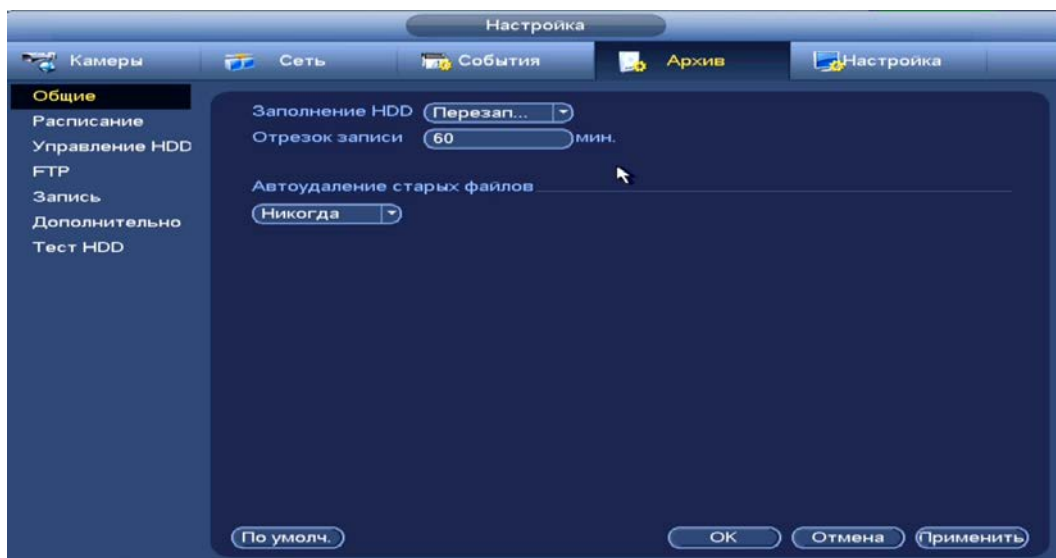 Настройка
Камеры
Сеть
События
Архив
Настройка
Общие
Расписание
Управление HDD
FTP
Запись
Дополнительно
Тест HDD
Заполнение HDD Перезап...
Отрезок записи 60 мин.
Автоудаление старых файлов
Никогда
По умолч.
ОК
Отмена
Применить